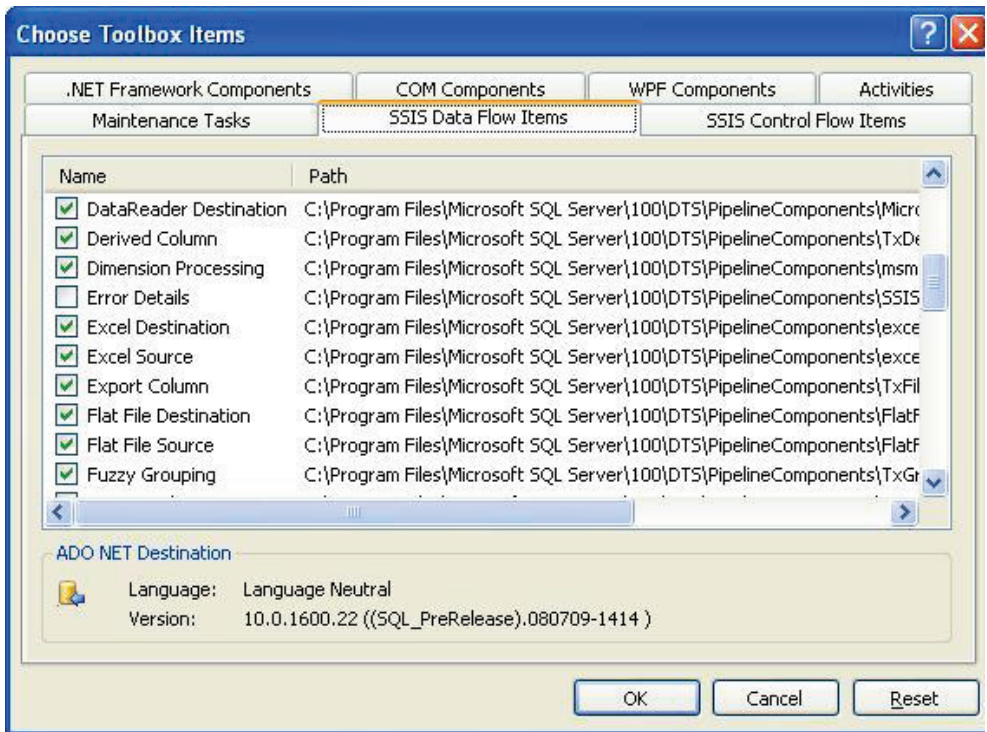 Choose Toolbox Items
.NET Framework Components COM Components WPF Components Activities
Maintenance Tasks SSIS Data Flow Items SSIS Control Flow Items
Name Path
DataReader Destination C:\Program Files\Microsoft SQL Server\100\DTS\PipelineComponents\Micro
Derived Column C:\Program Files\Microsoft SQL Server\100\DTS\PipelineComponents\TxDe
Dimension Processing C:\Program Files\Microsoft SQL Server\100\DTS\PipelineComponents\msm
Error Details C:\Program Files\Microsoft SQL Server\100\DTS\PipelineComponents\SSIS
Excel Destination C:\Program Files\Microsoft SQL Server\100\DTS\PipelineComponents\exce
Excel Source C:\Program Files\Microsoft SQL Server\100\DTS\PipelineComponents\exce
Export Column C:\Program Files\Microsoft SQL Server\100\DTS\PipelineComponents\TxFil
Flat File Destination C:\Program Files\Microsoft SQL Server\100\DTS\PipelineComponents\FlatF
Flat File Source C:\Program Files\Microsoft SQL Server\100\DTS\PipelineComponents\FlatF
Fuzzy Grouping C:\Program Files\Microsoft SQL Server\100\DTS\PipelineComponents\TxGr
ADO NET Destination
Language: Language Neutral
Version: 10.0.1600.22 ((SQL_PreRelease).080709-1414 )
OK Cancel Reset